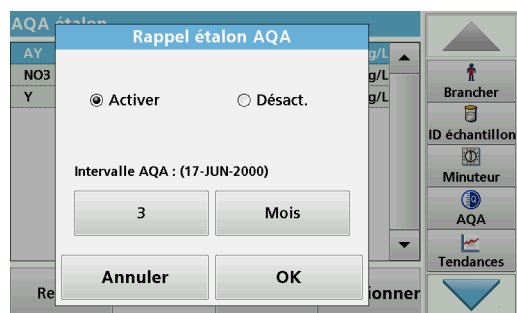 AQA étalon
Rappel étalon AQA
AY g/L
NO3 g/L
Y g/L
Activer Désact.
Intervalle AQA : (17-JUN-2000)
3 Mois
Annuler OK
Re ionner
Brancher
ID échantillon
Minuteur
AQA
Tendances